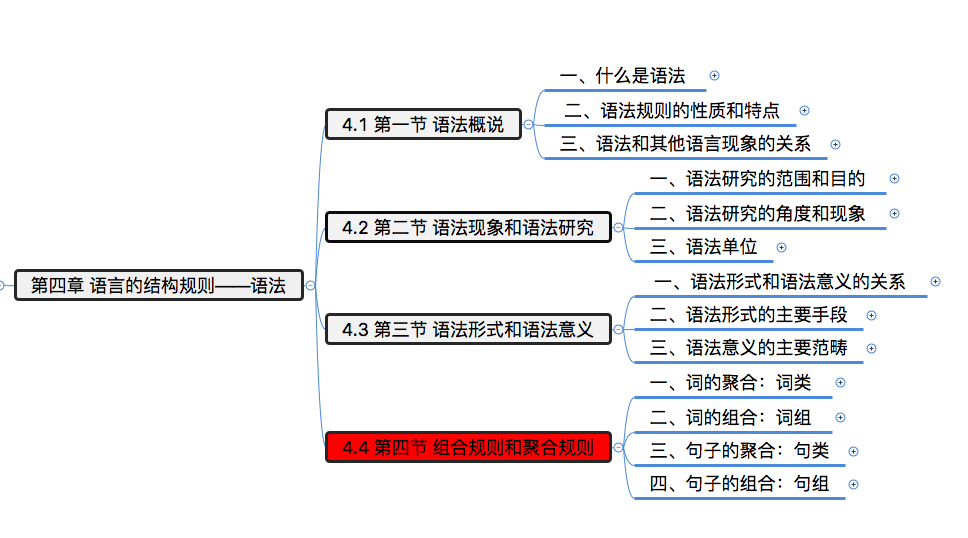 第四章 语言的结构规则——语法
4.1 第一节 语法概说
一、什么是语法
二、语法规则的性质和特点
三、语法和其他语言现象的关系
4.2 第二节 语法现象和语法研究
一、语法研究的范围和目的
二、语法研究的角度和现象
三、语法单位
4.3 第三节 语法形式和语法意义
一、语法形式和语法意义的关系
二、语法形式的主要手段
三、语法意义的主要范畴
4.4 第四节 组合规则和聚合规则
一、词的聚合：词类
二、词的组合：词组
三、句子的聚合：句类
四、句子的组合：句组